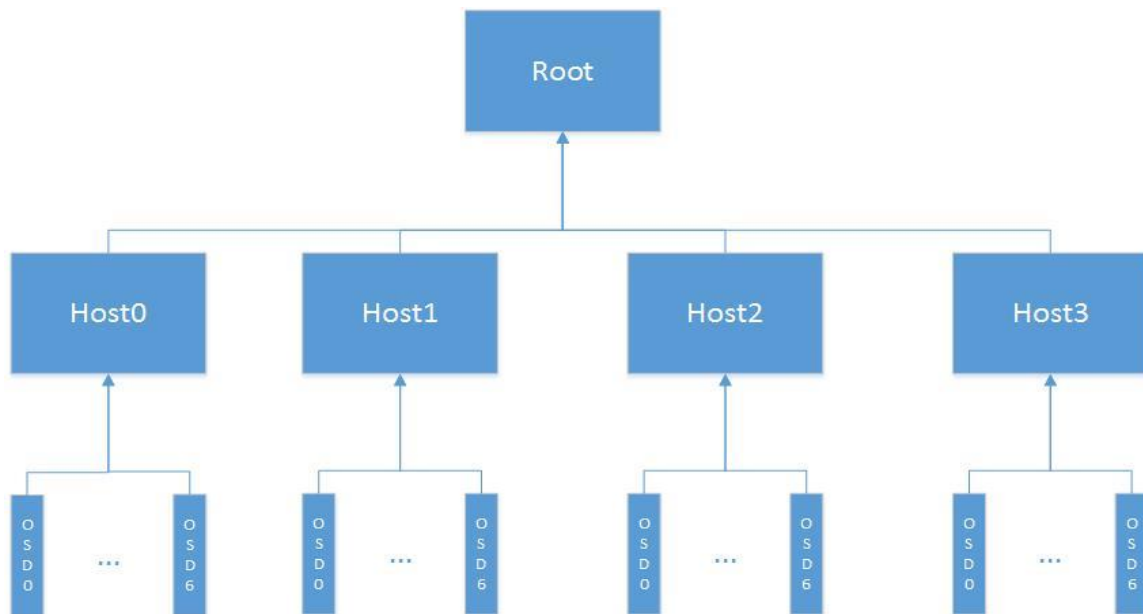 Root
Host0
Host1
Host2
Host3
OSD0
...
OSD6
OSD0
...
OSD6
OSD0
...
OSD6
OSD0
...
OSD6